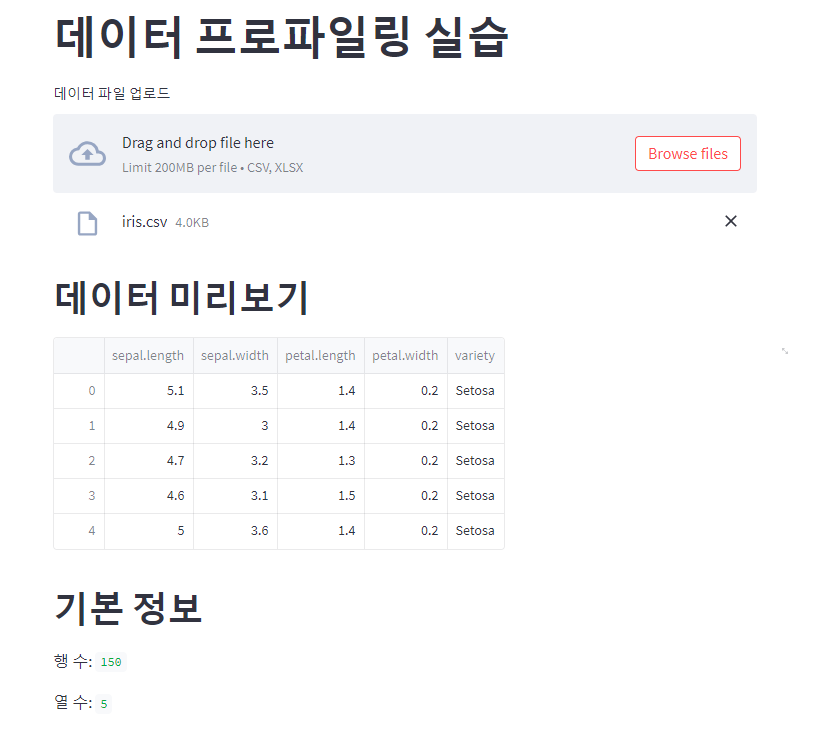 데이터 프로파일링 실습
데이터 파일 업로드
Drag and drop file here
Limit 200MB per file • CSV, XLSX
Browse files
iris.csv 4.0KB
데이터 미리보기
sepal.length sepal.width petal.length petal.width variety
0 5.1 3.5 1.4 0.2 Setosa
1 4.9 3 1.4 0.2 Setosa
2 4.7 3.2 1.3 0.2 Setosa
3 4.6 3.1 1.5 0.2 Setosa
4 5 3.6 1.4 0.2 Setosa
기본 정보
행 수: 150
열 수: 5